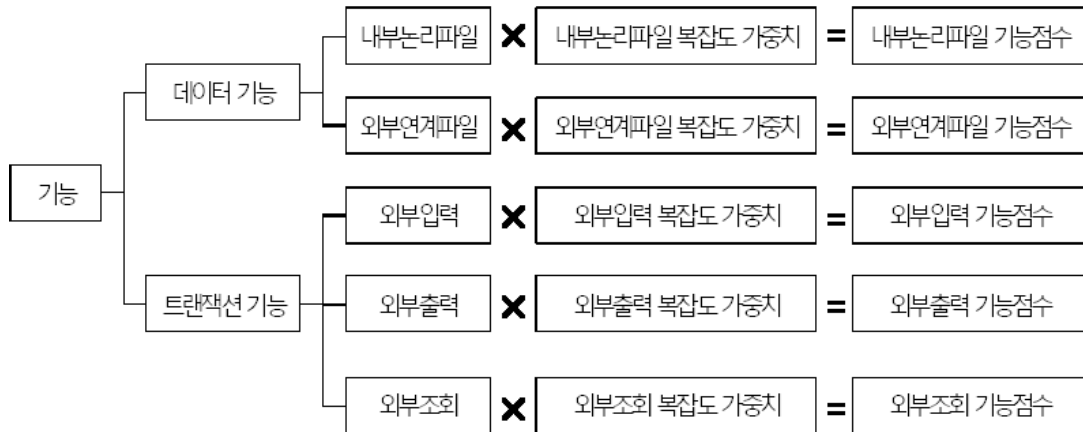 내부논리파일 × 내부논리파일 복잡도 가중치 = 내부논리파일 기능점수
데이터 기능
외부연계파일 × 외부연계파일 복잡도 가중치 = 외부연계파일 기능점수
기능
외부입력 × 외부입력 복잡도 가중치 = 외부입력 기능점수
트랜잭션 기능
외부출력 × 외부출력 복잡도 가중치 = 외부출력 기능점수
외부조회 × 외부조회 복잡도 가중치 = 외부조회 기능점수